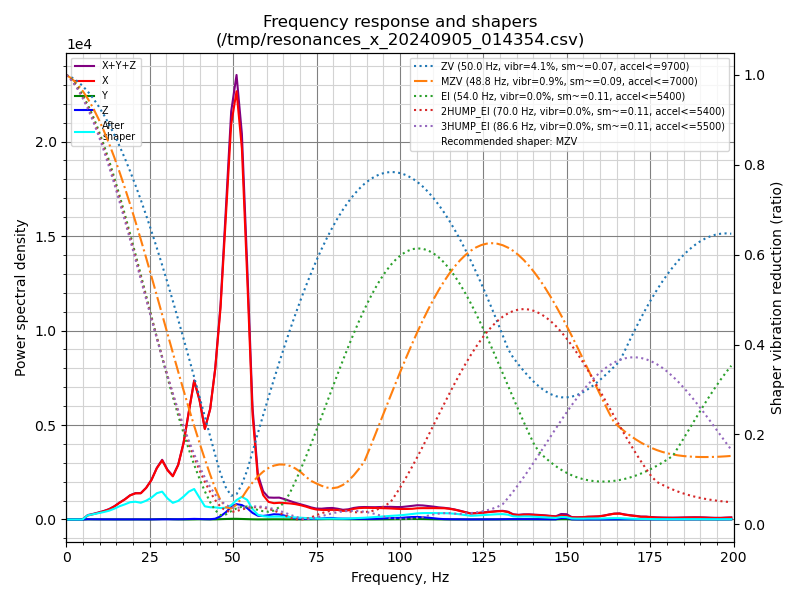 Frequency response and shapers
(/tmp/resonances_x_20240905_014354.csv)
1e4
X+Y+Z
X
Y
Z
After
shaper
ZV (50.0 Hz, vibr=4.1%, sm~=0.07, accel<=9700)
MZV (48.8 Hz, vibr=0.9%, sm~=0.09, accel<=7000)
EI (54.0 Hz, vibr=0.0%, sm~=0.11, accel<=5400)
2HUMP_EI (70.0 Hz, vibr=0.0%, sm~=0.11, accel<=5400)
3HUMP_EI (86.6 Hz, vibr=0.0%, sm~=0.11, accel<=5500)
Recommended shaper: MZV
Power spectral density
2.0
1.5
1.0
0.5
0.0
1.0
0.8
0.6
0.4
0.2
0.0
Shaper vibration reduction (ratio)
0 25 50 75 100 125 150 175 200
Frequency, Hz